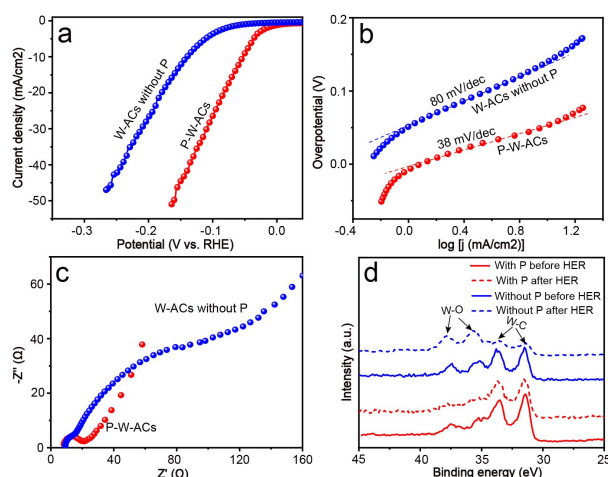 a
Current density (mA/cm2)
0
-10
-20
-30
-40
-50
W-ACs without P
P-W-ACs
-0.3
-0.2
-0.1
0.0
Potential (V vs. RHE)
b
Overpotential (V)
0.2
0.0
80 mV/dec
W-ACs without P
38 mV/dec
P-W-ACs
-0.4
0.0
0.4
0.8
1.2
1.6
log [j (mA/cm2)]
c
-Z'' (Ω)
60
40
20
0
W-ACs without P
P-W-ACs
0
40
80
120
160
Z' (Ω)
d
With P before HER
With P after HER
Without P before HER
Without P after HER
W-O
W-C
Intensity (a.u.)
45
40
35
30
25
Binding energy (eV)